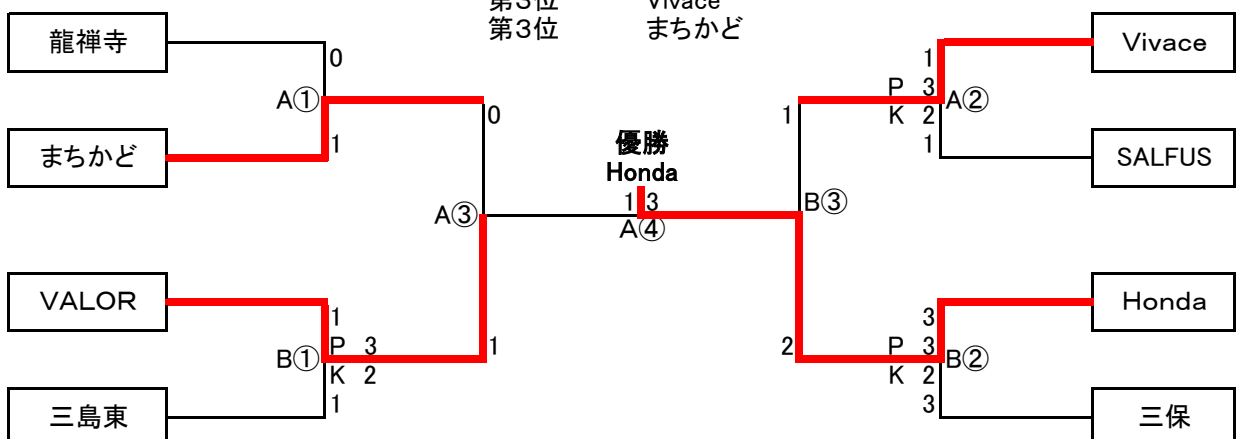 第3位 Vivace
第3位 まちかど
龍禅寺
0
A①
まちかど
1
0
優勝
Honda
1 3
A④
A③
VALOR
1
B①
P 3
K 2
1
三島東
1
Vivace
1
P 3
K 2
A②
1
1
SALFUS
B③
Honda
3
2
P 3
K 2
B②
3
三保